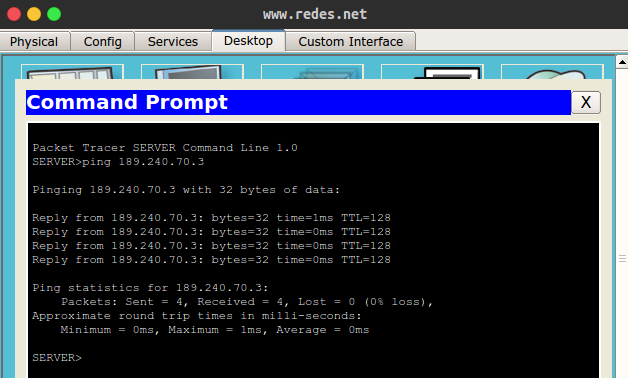 www.redes.net
Physical Config Services Desktop Custom Interface
Command Prompt X
Packet Tracer SERVER Command Line 1.0
SERVER>ping 189.240.70.3
Pinging 189.240.70.3 with 32 bytes of data:
Reply from 189.240.70.3: bytes=32 time=1ms TTL=128
Reply from 189.240.70.3: bytes=32 time=0ms TTL=128
Reply from 189.240.70.3: bytes=32 time=0ms TTL=128
Reply from 189.240.70.3: bytes=32 time=0ms TTL=128
Ping statistics for 189.240.70.3:
Packets: Sent = 4, Received = 4, Lost = 0 (0% loss),
Approximate round trip times in milli-seconds:
Minimum = 0ms, Maximum = 1ms, Average = 0ms
SERVER>